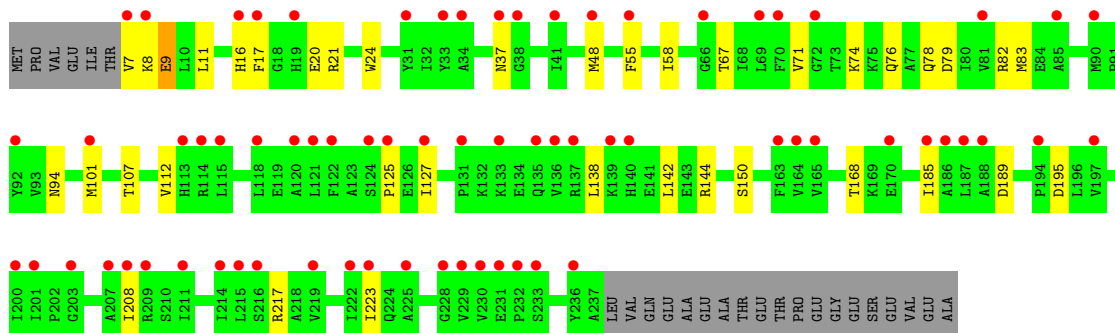 MET PRO VAL GLU ILE THR V7 K8 E9 L10 L11 H16 F17 G18 H19 E20 R21 W24 Y31 I32 Y33 A34 N37 G38 I41 M48 F55 I58 G66 T67 I68 L69 F70 V71 G72 T73 K74 K75 Q76 A77 Q78 D79 I80 V81 R82 M83 E84 A85 M90 P91
Y92 V93 N94 M101 T107 V112 H113 R114 L115 L118 E119 A120 L121 F122 A123 S124 P125 E126 I127 P131 K132 K133 E134 Q135 V136 R137 L138 K139 H140 E141 L142 E143 R144 S150 F163 V164 V165 T168 K169 E170 I185 A186 L187 A188 D189 P194 D195 L196 V197
I200 I201 P202 G203 A207 I208 R209 S210 I211 I214 L215 S216 R217 A218 V219 I222 I223 Q224 A225 G228 V229 V230 E231 P232 S233 Y236 A237 LEU VAL GLN GLU ALA GLU ALA THR GLU THR PRO GLU GLY GLU SER GLU VAL GLU ALA